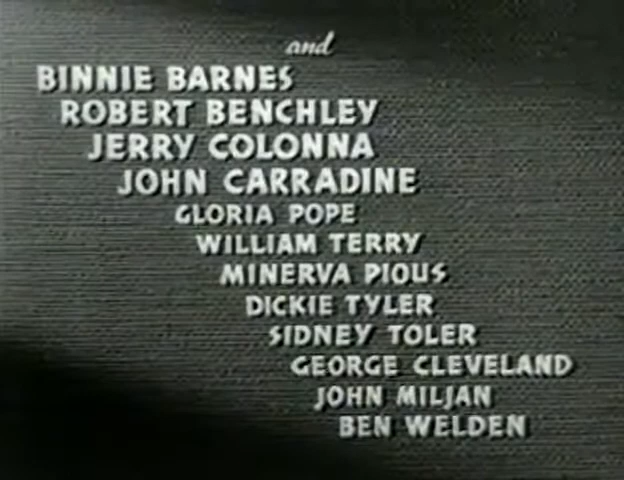 and
BINNIE BARNES
ROBERT BENCHLEY
JERRY COLONNA
JOHN CARRADINE
GLORIA POPE
WILLIAM TERRY
MINERVA PIOUS
DICKIE TYLER
SIDNEY TOLER
GEORGE CLEVELAND
JOHN MILJAN
BEN WELDEN